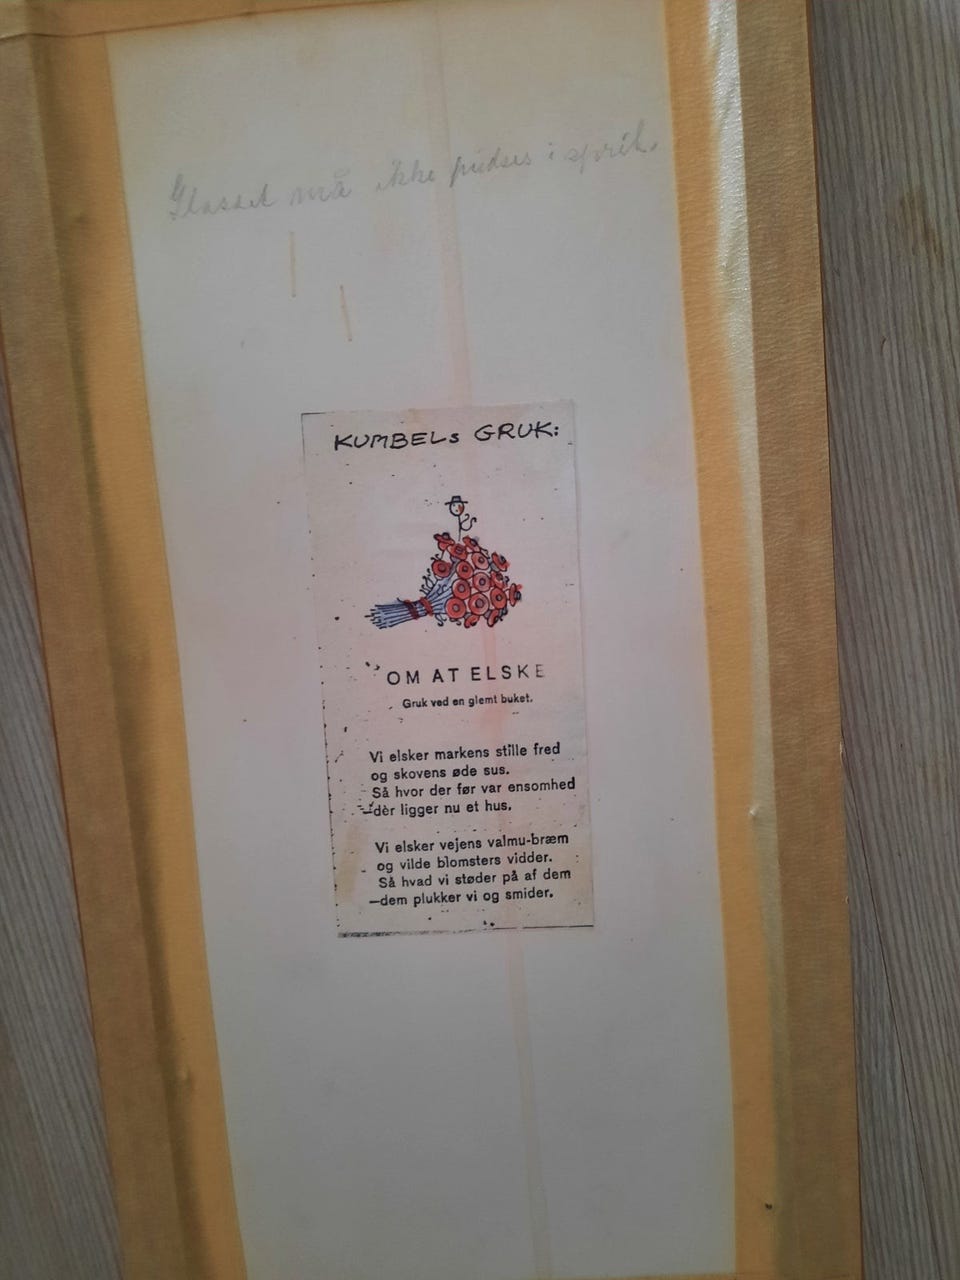 Glasset må ikke pudses i sprit.
KUMBELs GRUK:
OM AT ELSKE
Gruk ved en glemt buket.
Vi elsker markens stille fred
og skovens øde sus.
Så hvor der før var ensomhed
—dèr ligger nu et hus.
Vi elsker vejens valmu-bræm
og vilde blomsters vidder.
Så hvad vi støder på af dem
—dem plukker vi og smider.